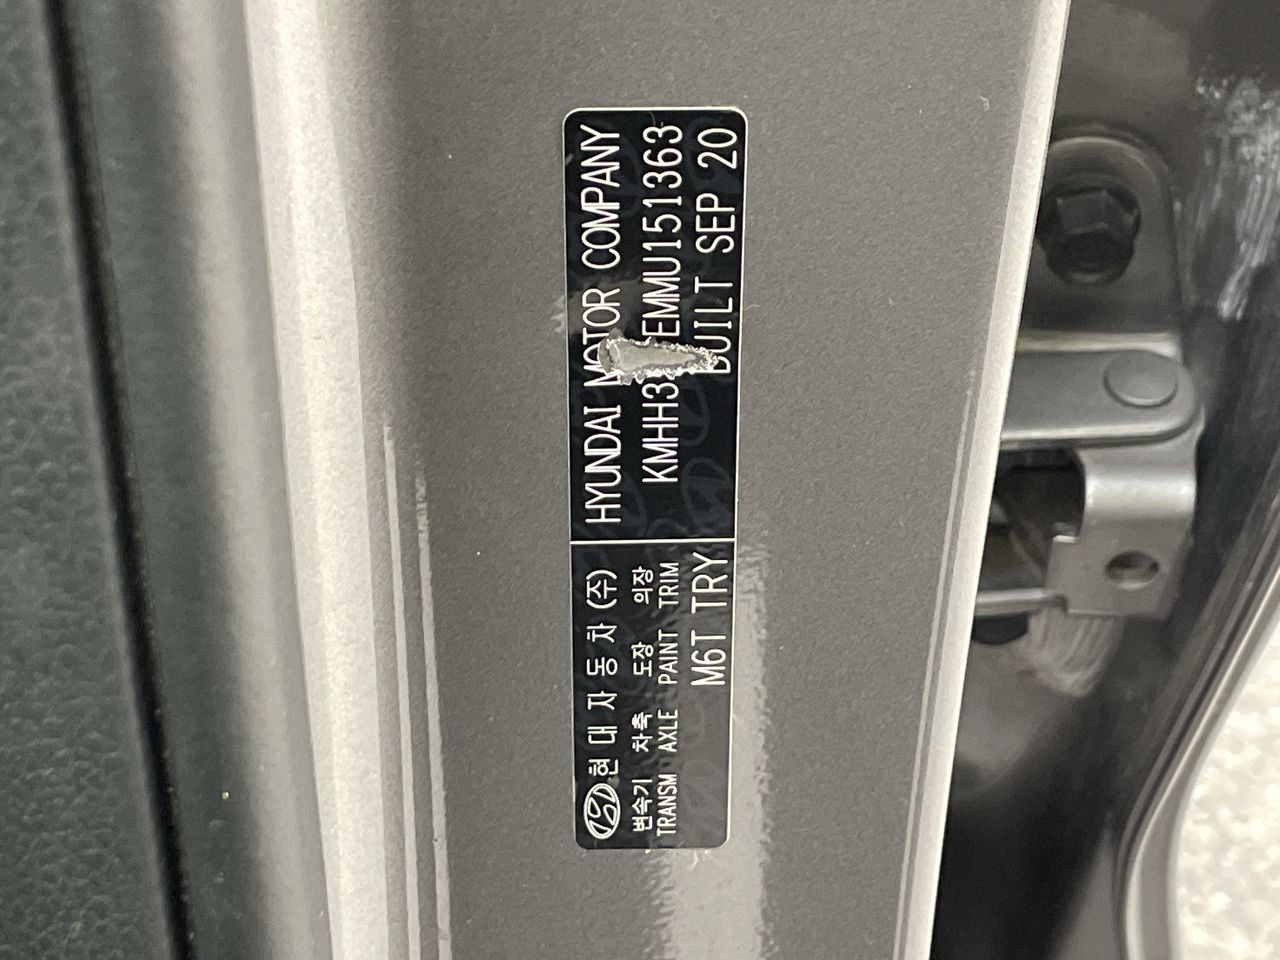 현 대 자 동 차 (주)
변속기 차축 도장 의장
TRANSM AXLE PAINT TRIM
M6T TRY
HYUNDAI MOTOR COMPANY
KMHH3 EMMU151363
BUILT SEP 20